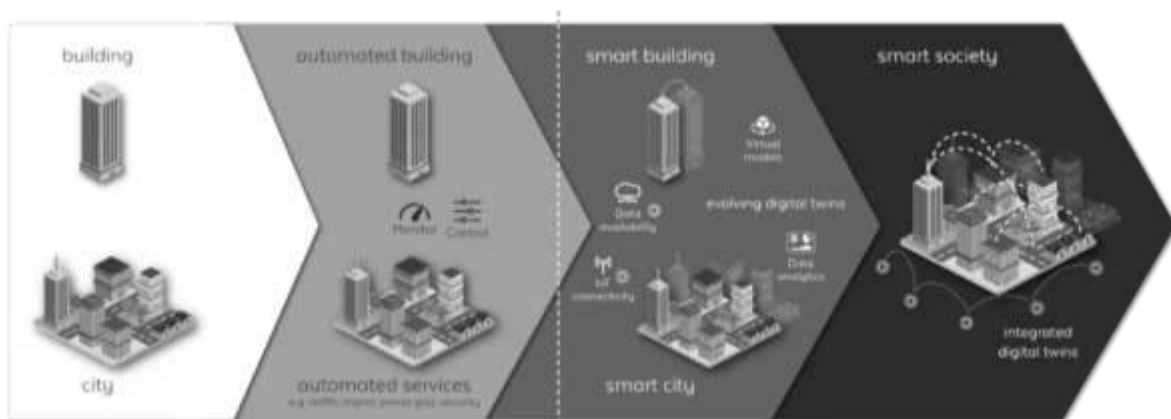 building
automated building
smart building
smart society
Virtual
models
Data
availability
evolving digital twins
Monitor
Control
Data
analytics
IoT
connectivity
integrated
digital twins
city
automated services
smart city